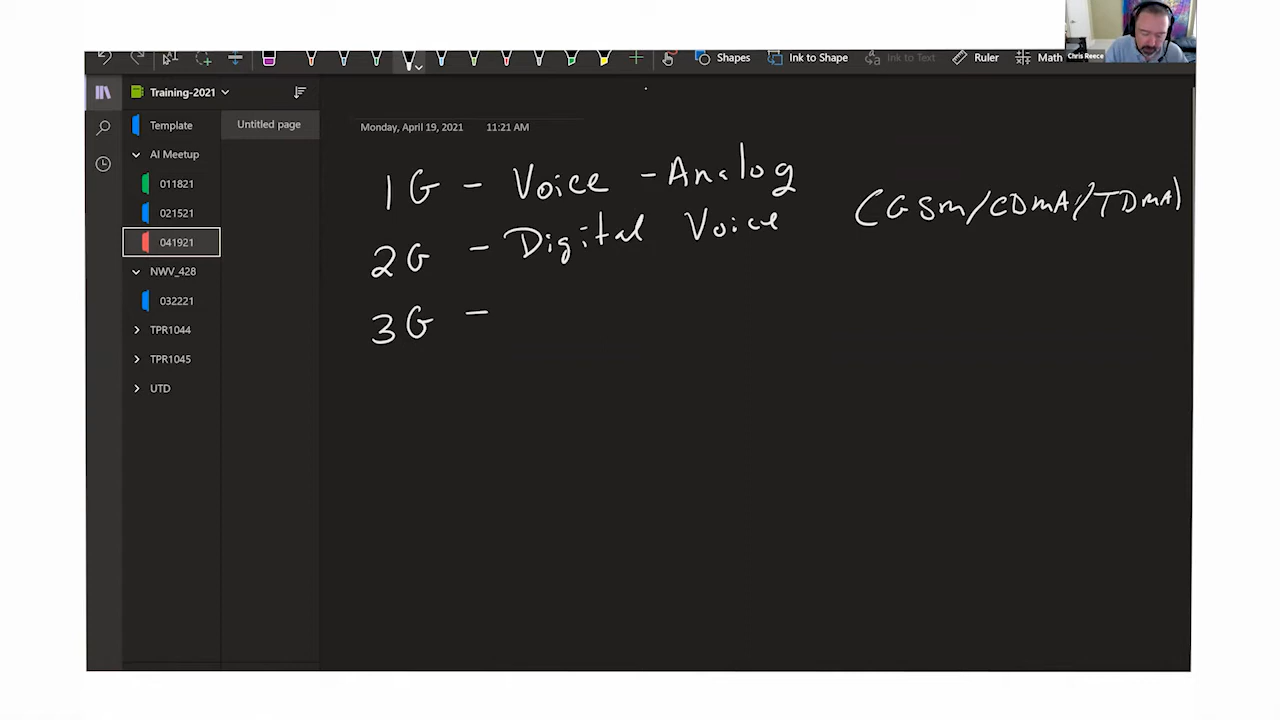 Chris Reece
Shapes
Ink to Shape
Ink to Text
Ruler
Math
Training-2021
Template
Untitled page
AI Meetup
011821
021521
041921
NWV_428
032221
TPR1044
TPR1045
UTD
Monday, April 19, 2021 11:21 AM
1G - Voice - Analog
2G - Digital Voice (GSM/CDMA/TDMA)
3G -